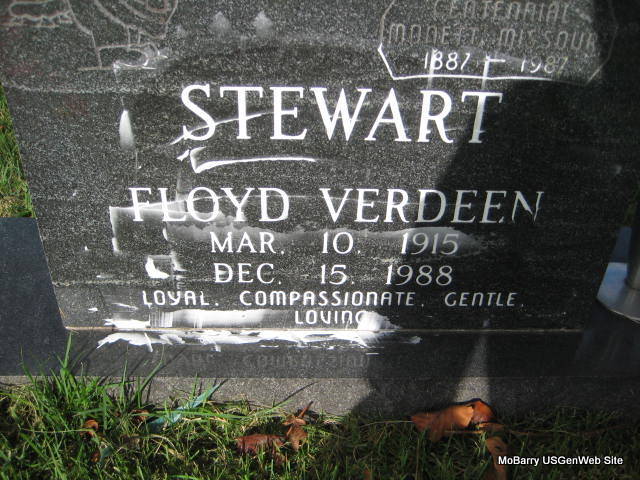 CENTENNIAL
MONETT, MISSOURI
1887 - 1987
STEWART
FLOYD VERDEEN
MAR. 10. 1915
DEC. 15. 1988
LOYAL. COMPASSIONATE. GENTLE.
LOVING
MoBarry USGenWeb Site